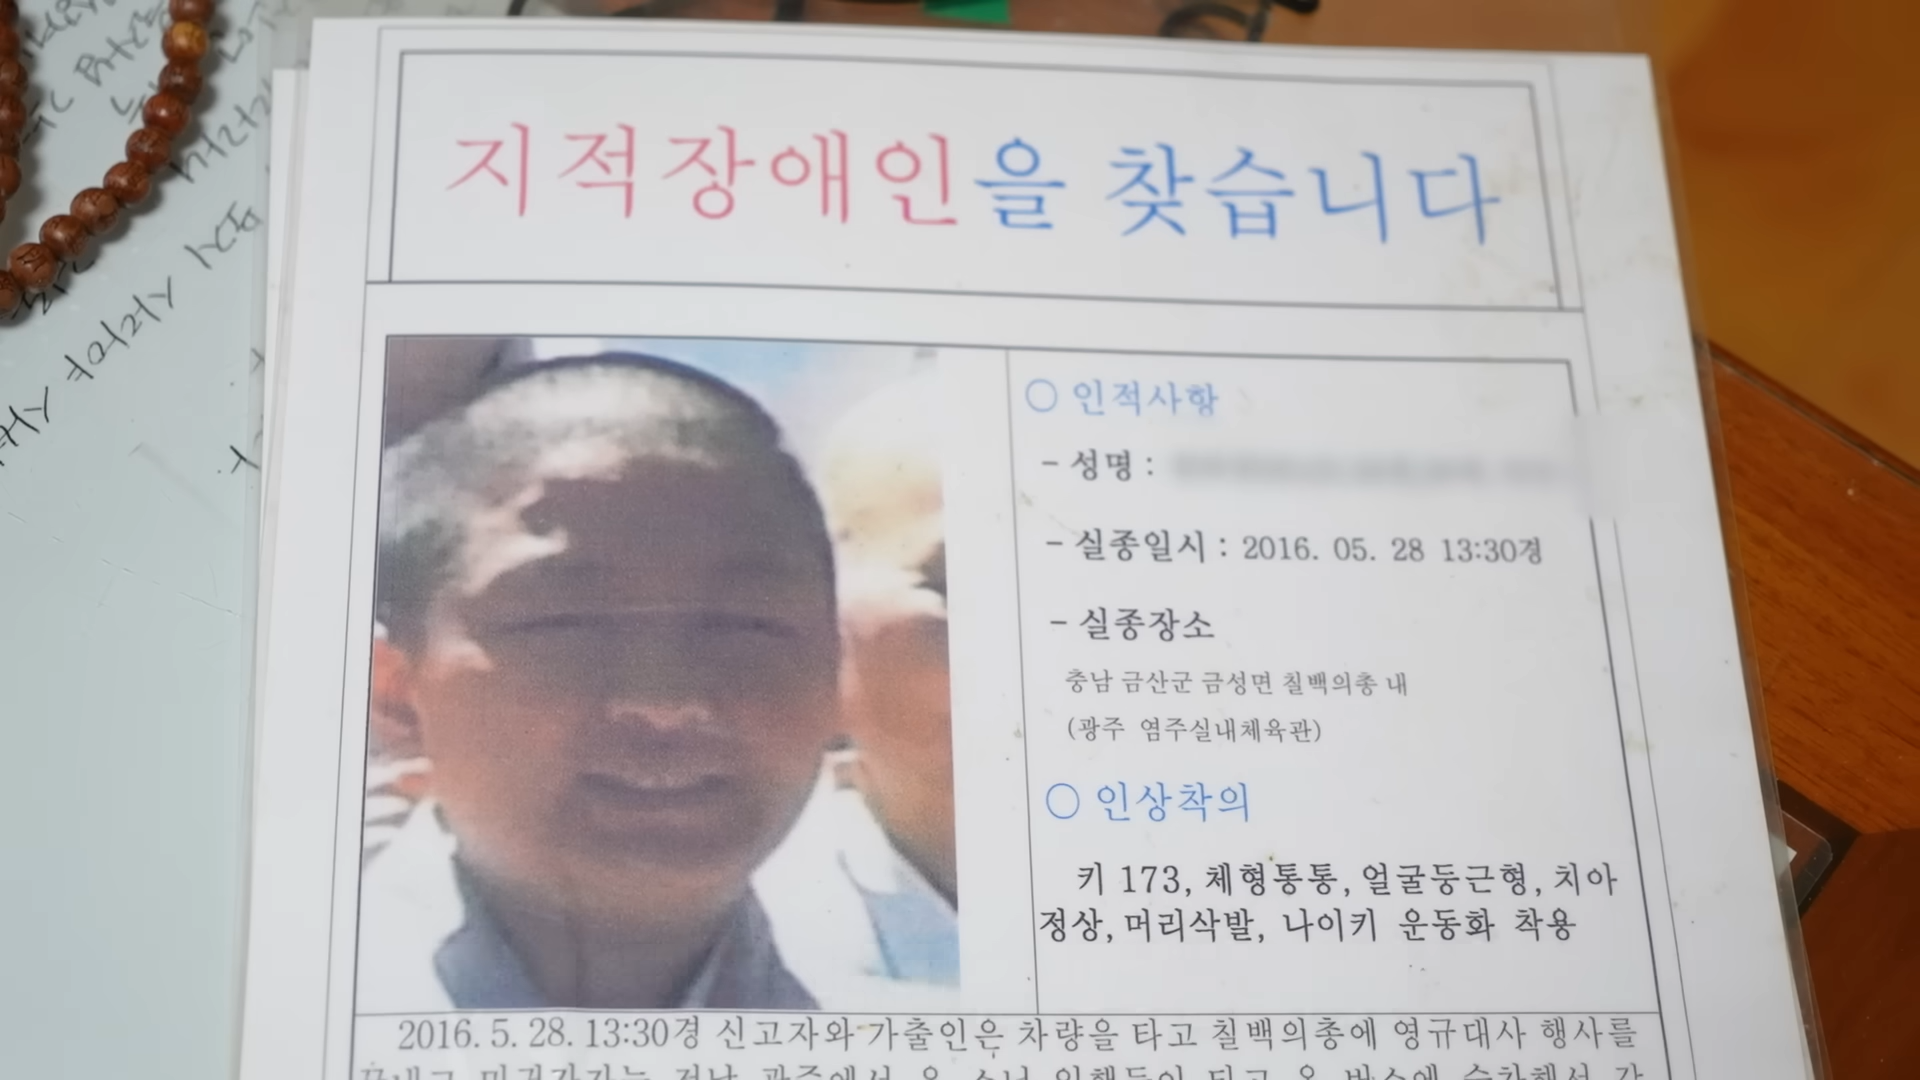 지적장애인을 찾습니다
○ 인적사항
- 성명 :
- 실종일시 : 2016. 05. 28 13:30경
- 실종장소
충남 금산군 금성면 칠백의총 내
(광주 염주실내체육관)
○ 인상착의
키 173, 체형통통, 얼굴둥근형, 치아
정상, 머리삭발, 나이키 운동화 착용
2016. 5. 28. 13:30경 신고자와 가출인은 차량을 타고 칠백의총에 영규대사 행사를